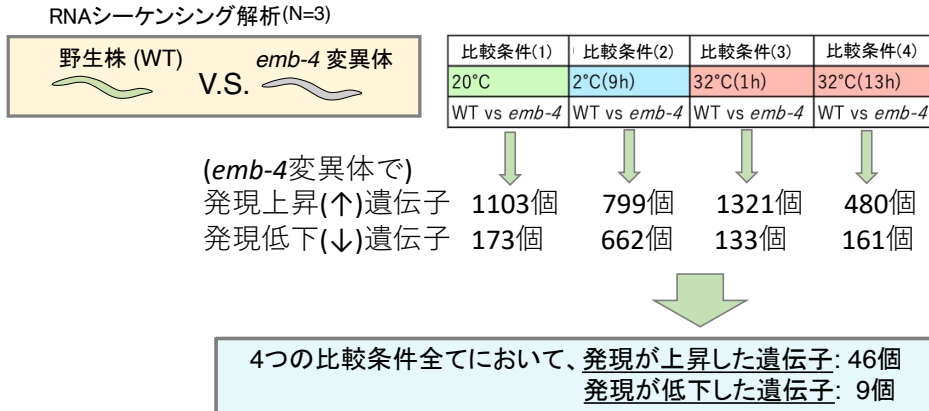 RNAシーケンシング解析(N=3)
野生株 (WT) V.S. emb-4 変異体
比較条件(1) 比較条件(2) 比較条件(3) 比較条件(4)
20°C 2°C(9h) 32°C(1h) 32°C(13h)
WT vs emb-4 WT vs emb-4 WT vs emb-4 WT vs emb-4
(emb-4変異体で)
発現上昇(↑)遺伝子 1103個 799個 1321個 480個
発現低下(↓)遺伝子 173個 662個 133個 161個
4つの比較条件全てにおいて、発現が上昇した遺伝子: 46個
発現が低下した遺伝子: 9個